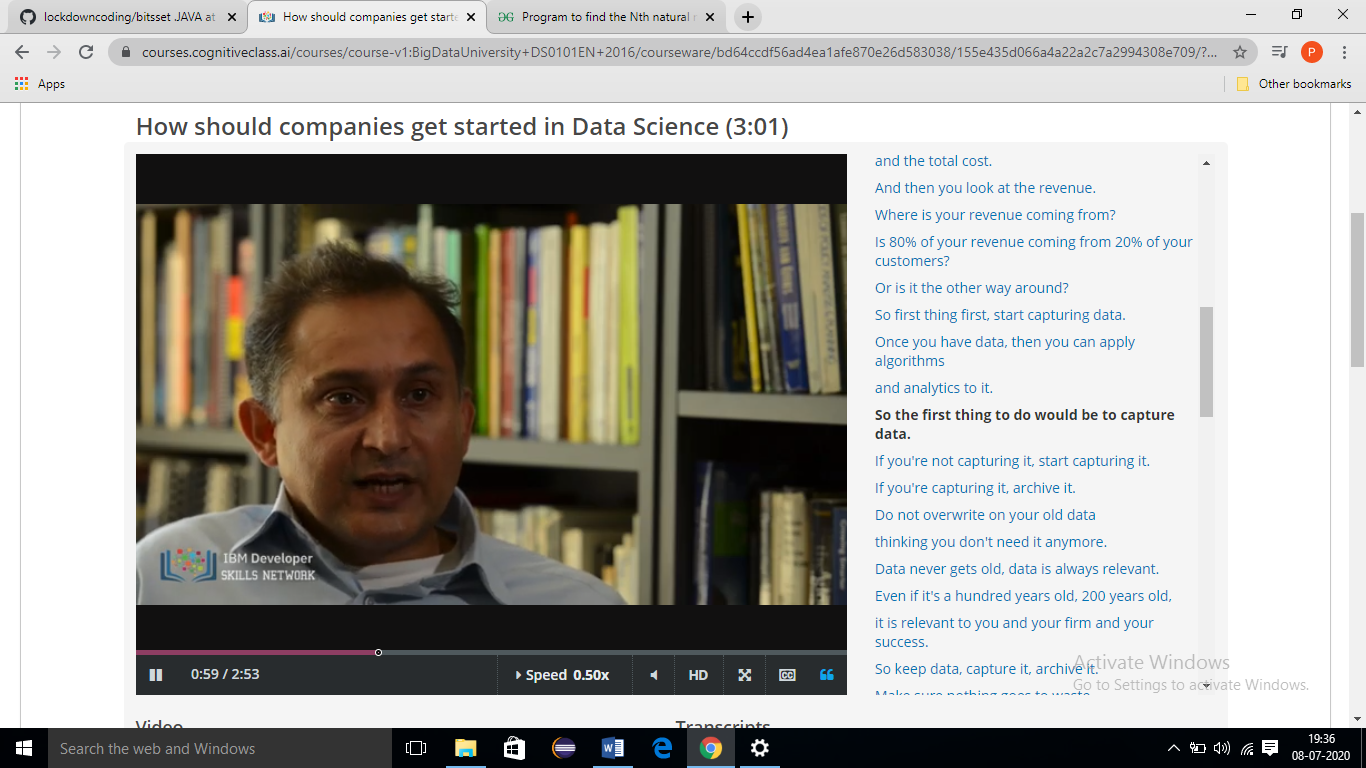 lockdowncoding/bitsset JAVA at
How should companies get starte
Program to find the Nth natural n
courses.cognitiveclass.ai/courses/course-v1:BigDataUniversity+DS0101EN+2016/courseware/bd64ccdf56ad4ea1afe870e26d583038/155e435d066a4a22a2c7a2994308e709/?...
P
Apps
Other bookmarks
How should companies get started in Data Science (3:01)
IBM Developer
SKILLS NETWORK
0:59 / 2:53
Speed 0.50x
HD
CC
and the total cost.
And then you look at the revenue.
Where is your revenue coming from?
Is 80% of your revenue coming from 20% of your
customers?
Or is it the other way around?
So first thing first, start capturing data.
Once you have data, then you can apply
algorithms
and analytics to it.
So the first thing to do would be to capture
data.
If you're not capturing it, start capturing it.
If you're capturing it, archive it.
Do not overwrite on your old data
thinking you don't need it anymore.
Data never gets old, data is always relevant.
Even if it's a hundred years old, 200 years old,
it is relevant to you and your firm and your
success.
So keep data, capture it, archive it.
Make sure nothing goes to waste
Activate Windows
Go to Settings to activate Windows.
Video
Transcripts
Search the web and Windows
19:36
08-07-2020